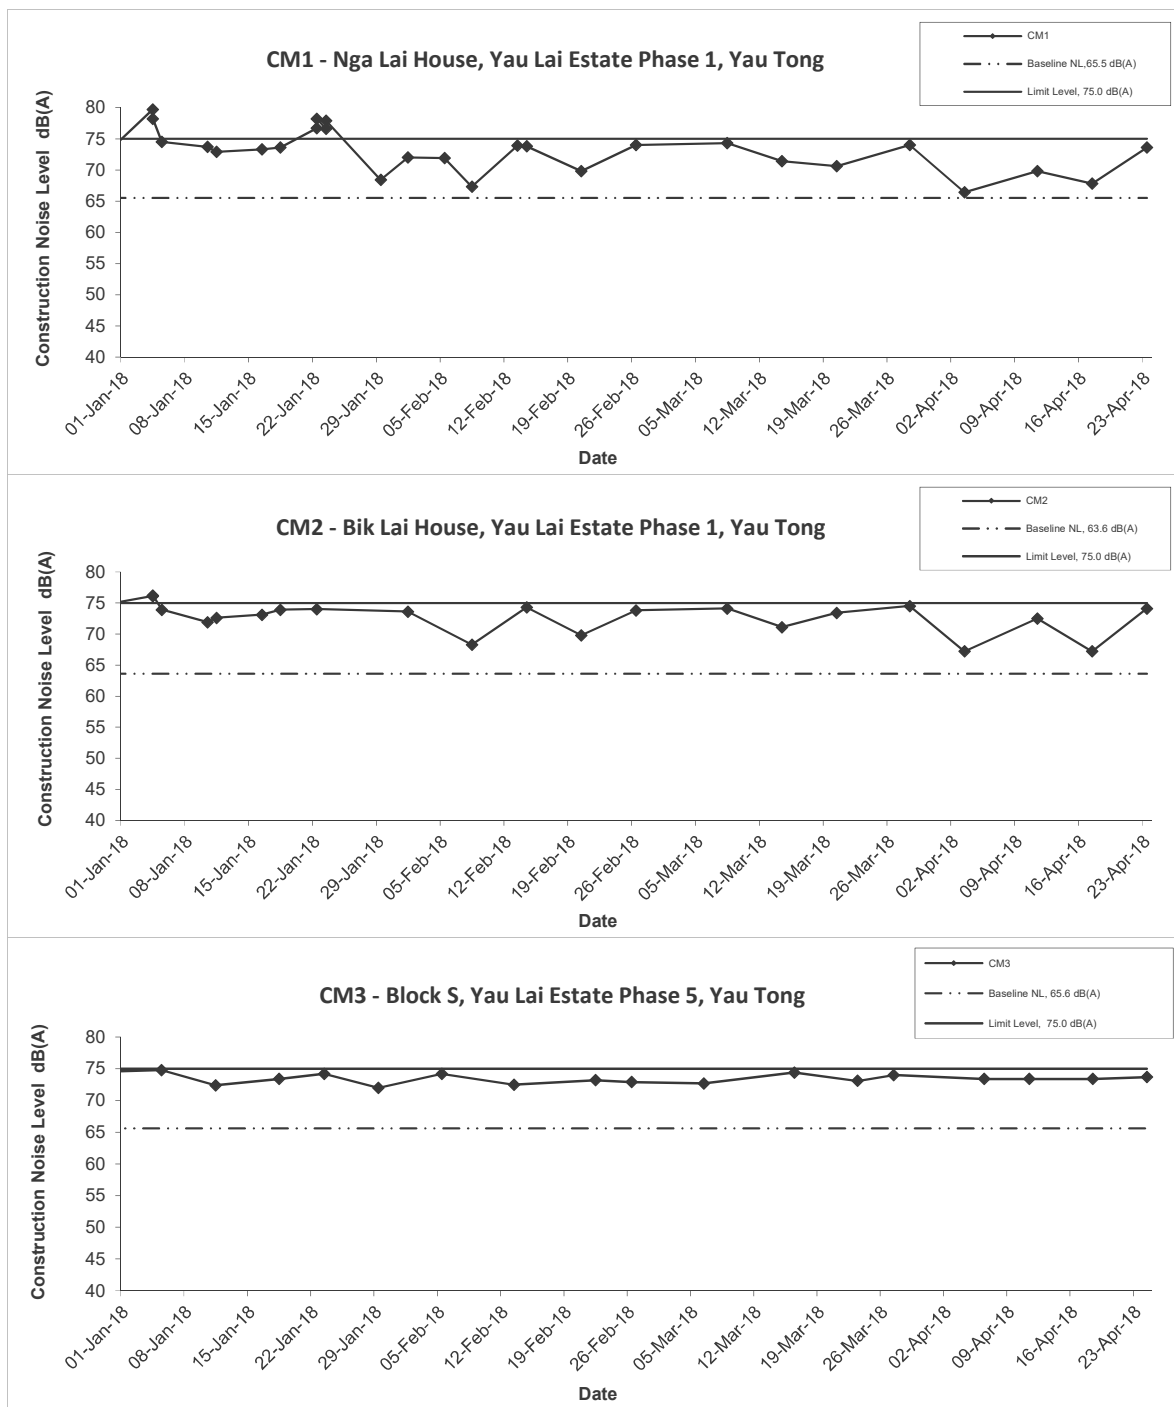 CM1 - Nga Lai House, Yau Lai Estate Phase 1, Yau Tong
CM1
Baseline NL,65.5 dB(A)
Limit Level, 75.0 dB(A)
Construction Noise Level dB(A)
80
75
70
65
60
55
50
45
40
01-Jan-18
08-Jan-18
15-Jan-18
22-Jan-18
29-Jan-18
05-Feb-18
12-Feb-18
19-Feb-18
26-Feb-18
05-Mar-18
12-Mar-18
19-Mar-18
26-Mar-18
02-Apr-18
09-Apr-18
16-Apr-18
23-Apr-18
Date
CM2 - Bik Lai House, Yau Lai Estate Phase 1, Yau Tong
CM2
Baseline NL, 63.6 dB(A)
Limit Level, 75.0 dB(A)
Construction Noise Level dB(A)
80
75
70
65
60
55
50
45
40
01-Jan-18
08-Jan-18
15-Jan-18
22-Jan-18
29-Jan-18
05-Feb-18
12-Feb-18
19-Feb-18
26-Feb-18
05-Mar-18
12-Mar-18
19-Mar-18
26-Mar-18
02-Apr-18
09-Apr-18
16-Apr-18
23-Apr-18
Date
CM3 - Block S, Yau Lai Estate Phase 5, Yau Tong
CM3
Baseline NL, 65.6 dB(A)
Limit Level, 75.0 dB(A)
Construction Noise Level dB(A)
80
75
70
65
60
55
50
45
40
01-Jan-18
08-Jan-18
15-Jan-18
22-Jan-18
29-Jan-18
05-Feb-18
12-Feb-18
19-Feb-18
26-Feb-18
05-Mar-18
12-Mar-18
19-Mar-18
26-Mar-18
02-Apr-18
09-Apr-18
16-Apr-18
23-Apr-18
Date